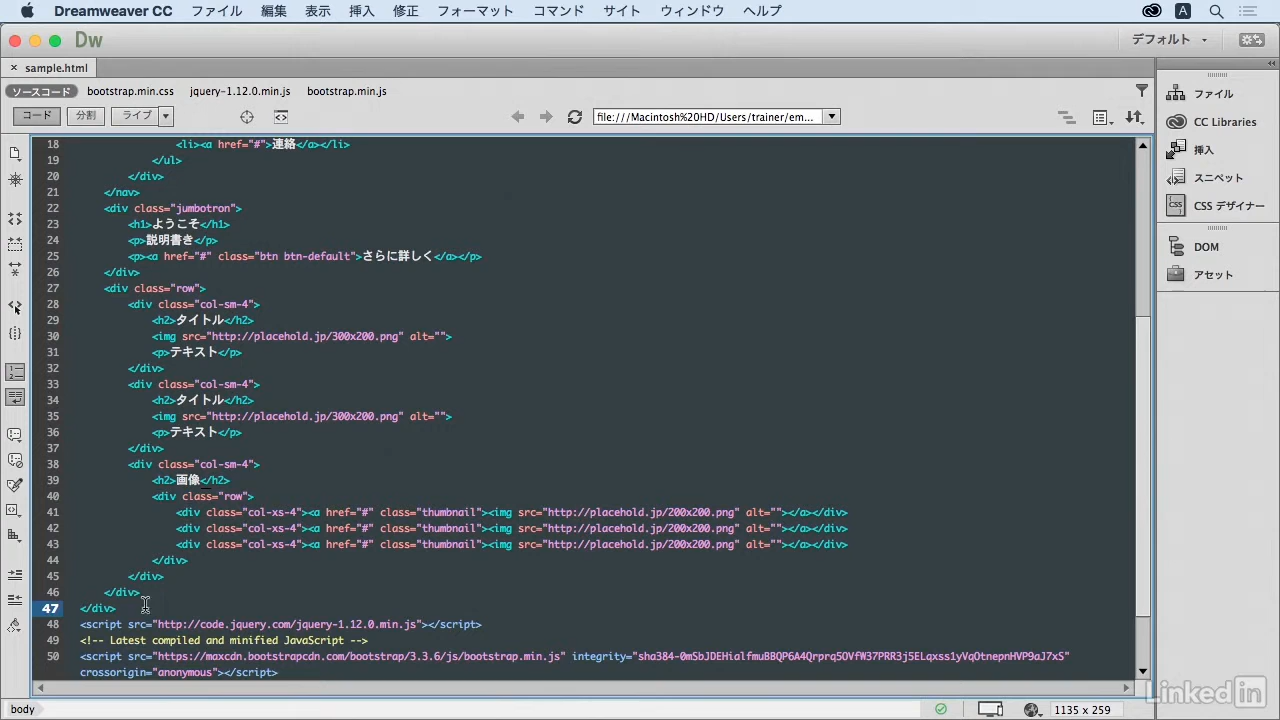 Dreamweaver CC ファイル 編集 表示 挿入 修正 フォーマット コマンド サイト ウィンドウ ヘルプ A
Dw デフォルト
× sample.html
ソースコード bootstrap.min.css jquery-1.12.0.min.js bootstrap.min.js
コード 分割 ライブ file:///Macintosh%20HD/Users/trainer/em...
18 <li><a href="#">連絡</a></li>
19 </ul>
20 </div>
21 </nav>
22 <div class="jumbotron">
23 <h1>ようこそ</h1>
24 <p>説明書き</p>
25 <p><a href="#" class="btn btn-default">さらに詳しく</a></p>
26 </div>
27 <div class="row">
28 <div class="col-sm-4">
29 <h2>タイトル</h2>
30 <img src="http://placehold.jp/300x200.png" alt="">
31 <p>テキスト</p>
32 </div>
33 <div class="col-sm-4">
34 <h2>タイトル</h2>
35 <img src="http://placehold.jp/300x200.png" alt="">
36 <p>テキスト</p>
37 </div>
38 <div class="col-sm-4">
39 <h2>画像</h2>
40 <div class="row">
41 <div class="col-xs-4"><a href="#" class="thumbnail"><img src="http://placehold.jp/200x200.png" alt=""></a></div>
42 <div class="col-xs-4"><a href="#" class="thumbnail"><img src="http://placehold.jp/200x200.png" alt=""></a></div>
43 <div class="col-xs-4"><a href="#" class="thumbnail"><img src="http://placehold.jp/200x200.png" alt=""></a></div>
44 </div>
45 </div>
46 </div>
47 </div>
48 <script src="http://code.jquery.com/jquery-1.12.0.min.js"></script>
49 <!-- Latest compiled and minified JavaScript -->
50 <script src="https://maxcdn.bootstrapcdn.com/bootstrap/3.3.6/js/bootstrap.min.js" integrity="sha384-0mSbJDEHialfmuBBQP6A4Qrprq5OVfW37PRR3j5ELqxss1yVqOtnepnHVP9aJ7xS"
crossorigin="anonymous"></script>
body 1135 x 259
ファイル
CC Libraries
挿入
スニペット
CSS CSS デザイナー
DOM
アセット
Linked in